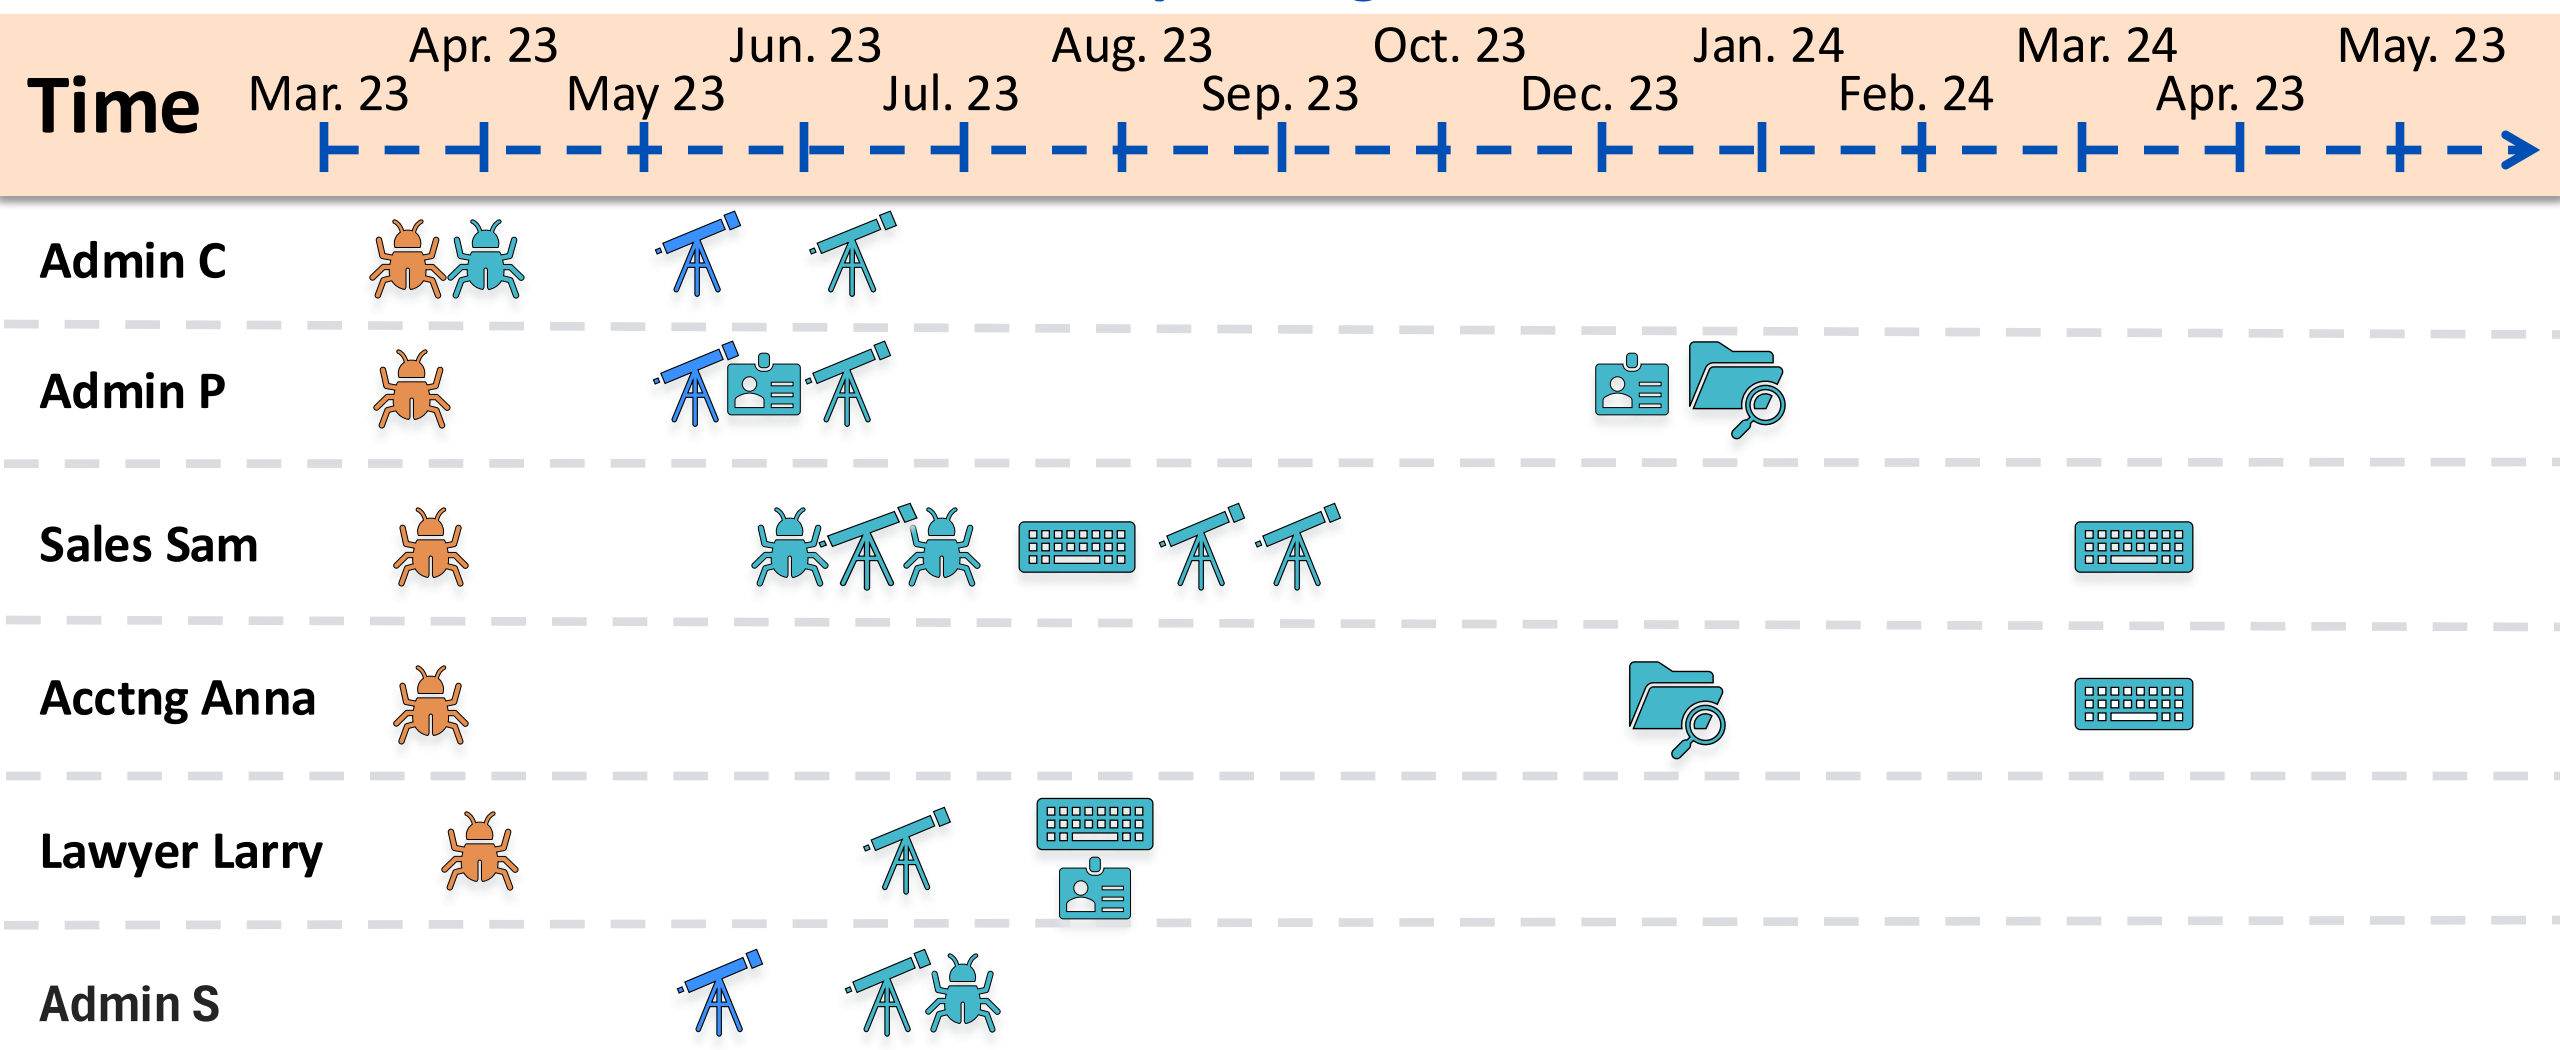 Apr. 23 Jun. 23 Aug. 23 Oct. 23 Jan. 24 Mar. 24 May. 23
Time Mar. 23 May 23 Jul. 23 Sep. 23 Dec. 23 Feb. 24 Apr. 23
Admin C
Admin P
Sales Sam
Acctng Anna
Lawyer Larry
Admin S